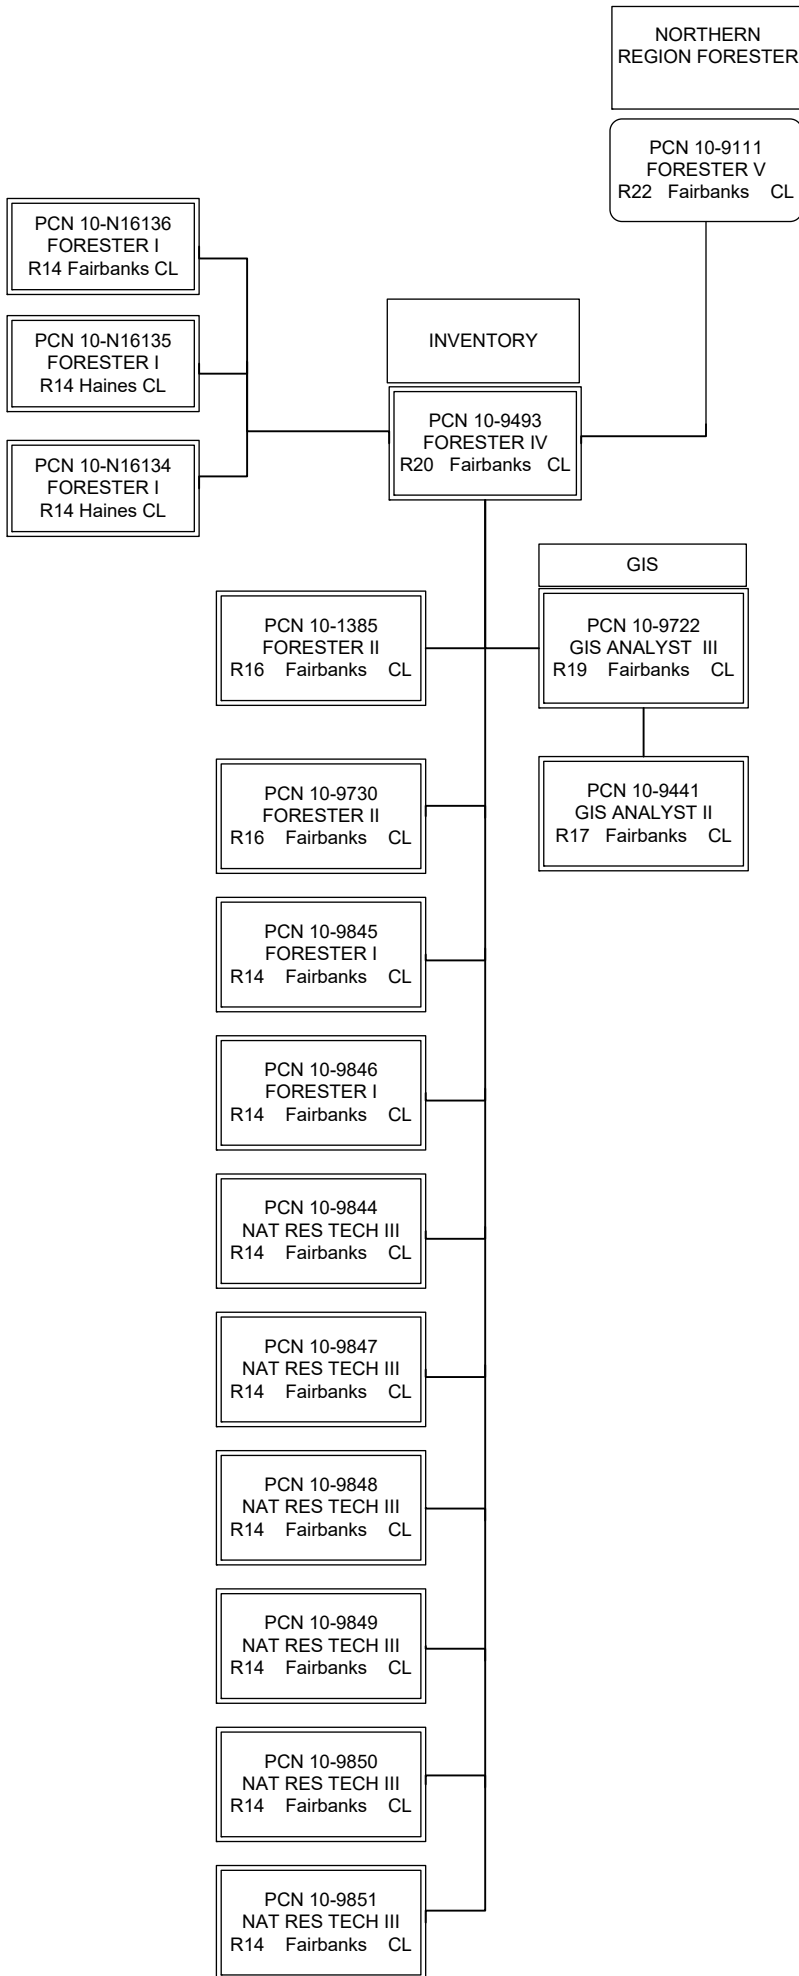 NORTHERN
REGION FORESTER
PCN 10-9111
FORESTER V
R22 Fairbanks CL
PCN 10-N16136
FORESTER I
R14 Fairbanks CL
PCN 10-N16135
FORESTER I
R14 Haines CL
PCN 10-N16134
FORESTER I
R14 Haines CL
INVENTORY
PCN 10-9493
FORESTER IV
R20 Fairbanks CL
GIS
PCN 10-9722
GIS ANALYST III
R19 Fairbanks CL
PCN 10-9441
GIS ANALYST II
R17 Fairbanks CL
PCN 10-1385
FORESTER II
R16 Fairbanks CL
PCN 10-9730
FORESTER II
R16 Fairbanks CL
PCN 10-9845
FORESTER I
R14 Fairbanks CL
PCN 10-9846
FORESTER I
R14 Fairbanks CL
PCN 10-9844
NAT RES TECH III
R14 Fairbanks CL
PCN 10-9847
NAT RES TECH III
R14 Fairbanks CL
PCN 10-9848
NAT RES TECH III
R14 Fairbanks CL
PCN 10-9849
NAT RES TECH III
R14 Fairbanks CL
PCN 10-9850
NAT RES TECH III
R14 Fairbanks CL
PCN 10-9851
NAT RES TECH III
R14 Fairbanks CL